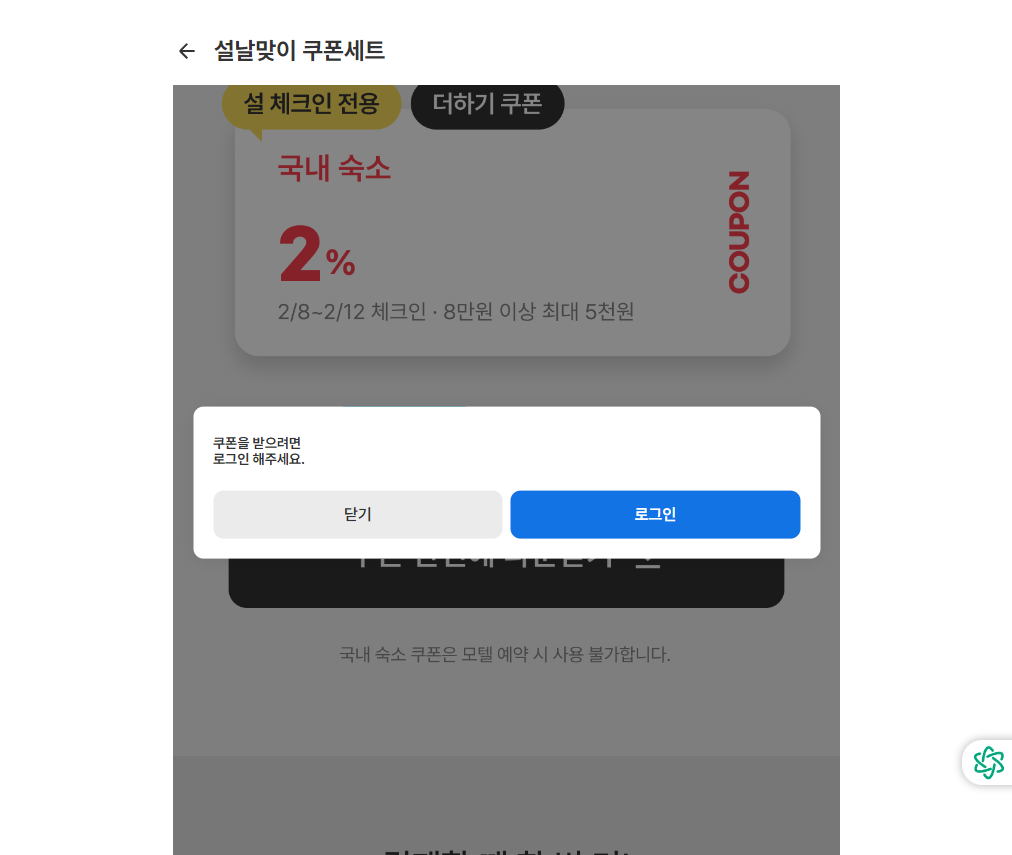 설날맞이 쿠폰세트
설 체크인 전용
더하기 쿠폰
국내 숙소
2%
COUPON
2/8~2/12 체크인 · 8만원 이상 최대 5천원
쿠폰을 받으려면
로그인 해주세요.
닫기
로그인
국내 숙소 쿠폰은 모텔 예약 시 사용 불가합니다.